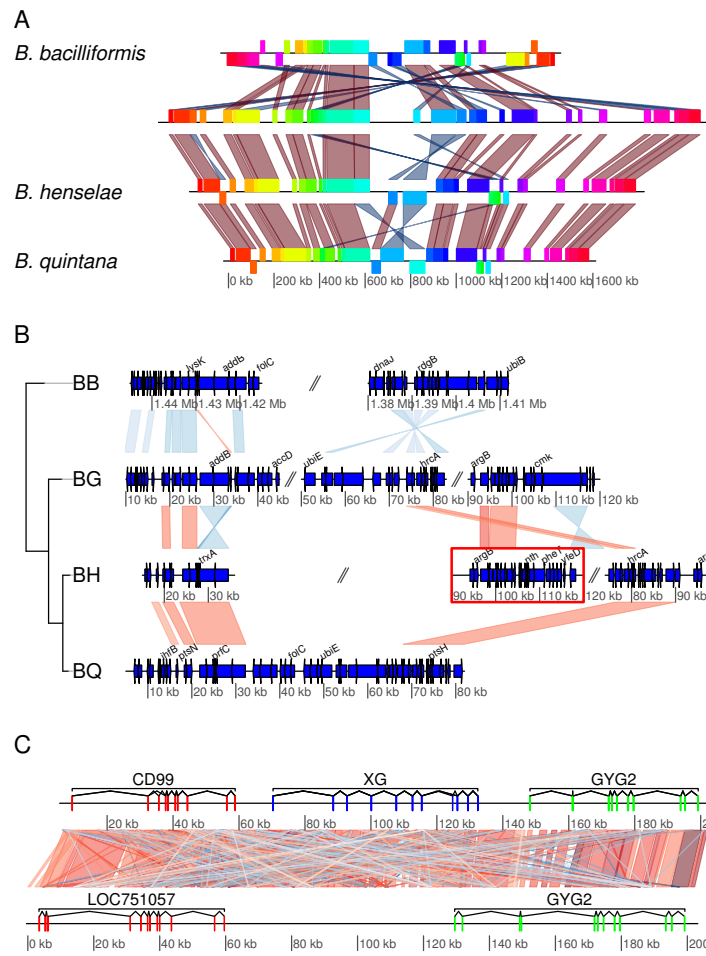 A
B. bacilliformis
B. henselae
B. quintana
0 kb 200 kb 400 kb 600 kb 800 kb 1000 kb 1200 kb 1400 kb 1600 kb
B
lysK addB folC dnaJ rdgB ubiB
BB
1.44 Mb 1.43 Mb 1.42 Mb // 1.38 Mb 1.39 Mb 1.4 Mb 1.41 Mb
addB accD ubiE hrcA argB cmk
BG // //
10 kb 20 kb 30 kb 40 kb 50 kb 60 kb 70 kb 80 kb 90 kb 100 kb 110 kb 120 kb
trxA argB nth pheT yfeD hrcA
BH // //
20 kb 30 kb 90 kb 100 kb 110 kb 120 kb 80 kb 90 kb
ihfB ptsN prfC folC ubiE ptsH
BQ
10 kb 20 kb 30 kb 40 kb 50 kb 60 kb 70 kb 80 kb
C
CD99 XG GYG2
20 kb 40 kb 60 kb 80 kb 100 kb 120 kb 140 kb 160 kb 180 kb
LOC751057 GYG2
0 kb 20 kb 40 kb 60 kb 80 kb 100 kb 120 kb 140 kb 160 kb 180 kb 200